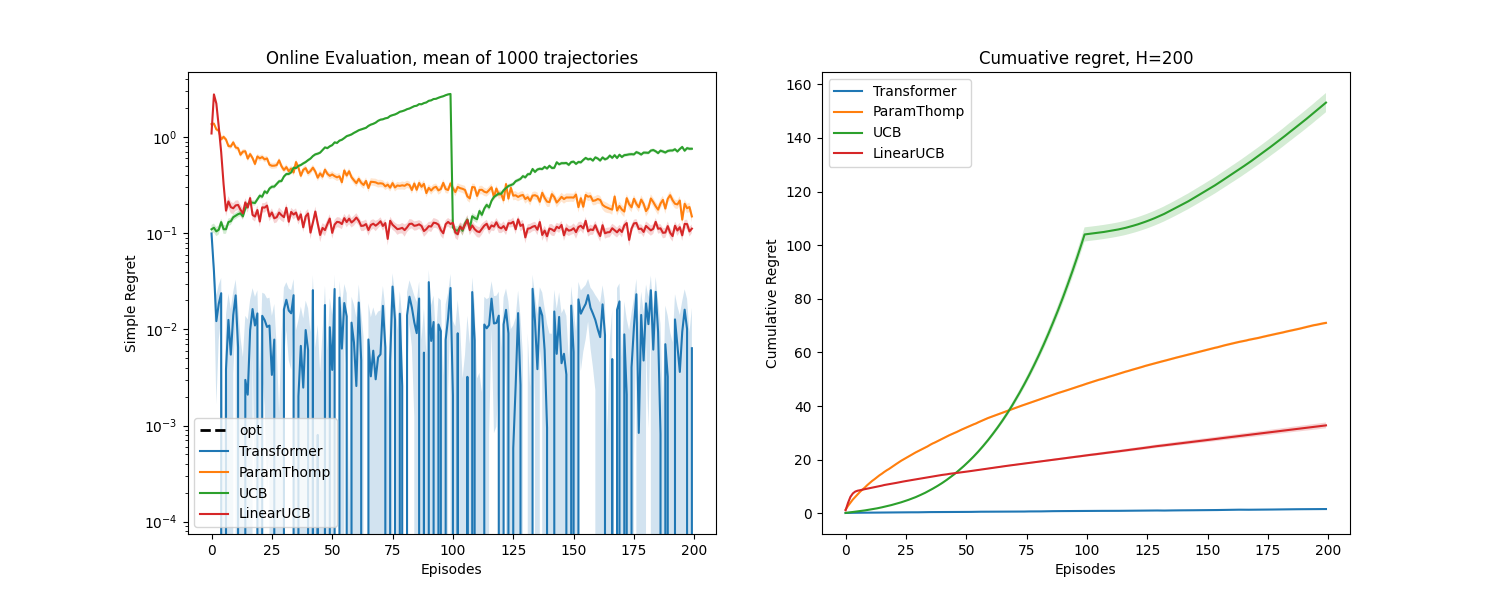 Online Evaluation, mean of 1000 trajectories
Simple Regret
10⁰
10⁻¹
10⁻²
10⁻³
10⁻⁴
opt
Transformer
ParamThomp
UCB
LinearUCB
0 25 50 75 100 125 150 175 200
Episodes
Cumuative regret, H=200
Cumulative Regret
160
140
120
100
80
60
40
20
0
Transformer
ParamThomp
UCB
LinearUCB
0 25 50 75 100 125 150 175 200
Episodes